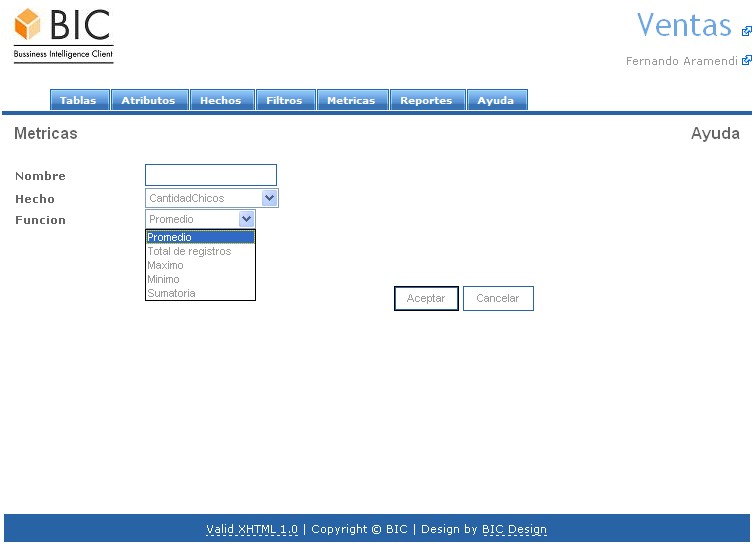 BIC
Bussiness Intelligence Client
Ventas
Fernando Aramendi
Tablas Atributos Hechos Filtros Metricas Reportes Ayuda
Metricas Ayuda
Nombre
Hecho CantidadChicos
Funcion Promedio
Promedio
Total de registros
Maximo
Minimo
Sumatoria
Aceptar Cancelar
Valid XHTML 1.0 | Copyright © BIC | Design by BIC Design